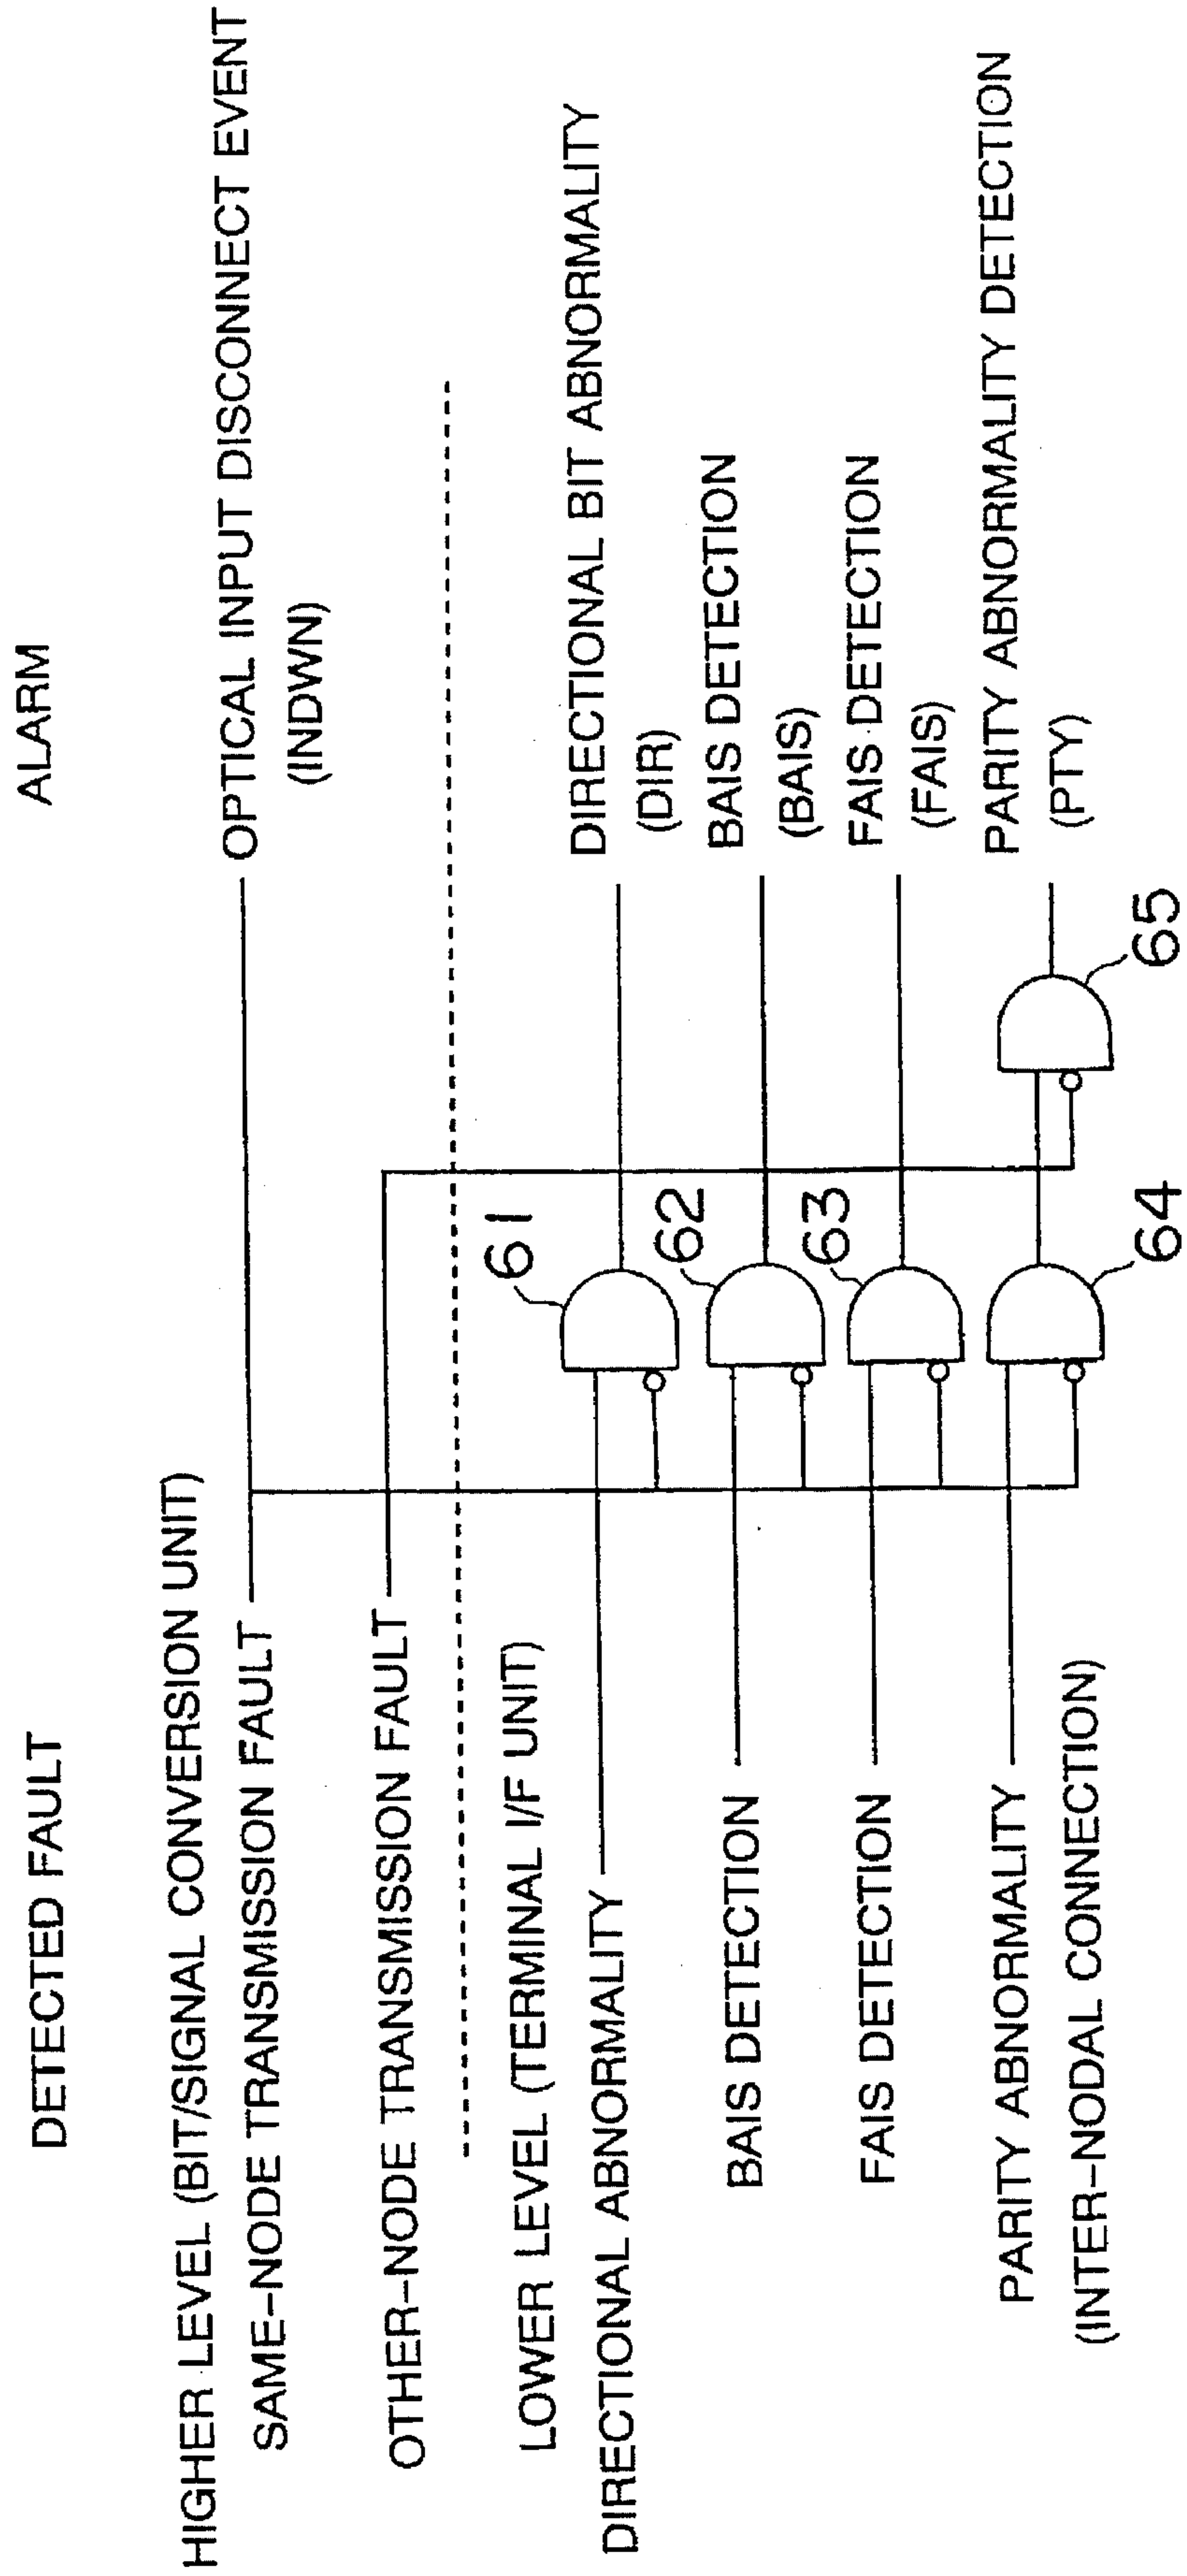 DETECTED FAULT
ALARM
HIGHER LEVEL (BIT/SIGNAL CONVERSION UNIT)
SAME-NODE TRANSMISSION FAULT
OPTICAL INPUT DISCONNECT EVENT
(INDWN)
OTHER-NODE TRANSMISSION FAULT
LOWER LEVEL (TERMINAL I/F UNIT)
DIRECTIONAL ABNORMALITY
61
DIRECTIONAL BIT ABNORMALITY
(DIR)
BAIS DETECTION
62
BAIS DETECTION
(BAIS)
FAIS DETECTION
63
FAIS DETECTION
(FAIS)
PARITY ABNORMALITY
(INTER-NODAL CONNECTION)
64
65
PARITY ABNORMALITY DETECTION
(PTY)